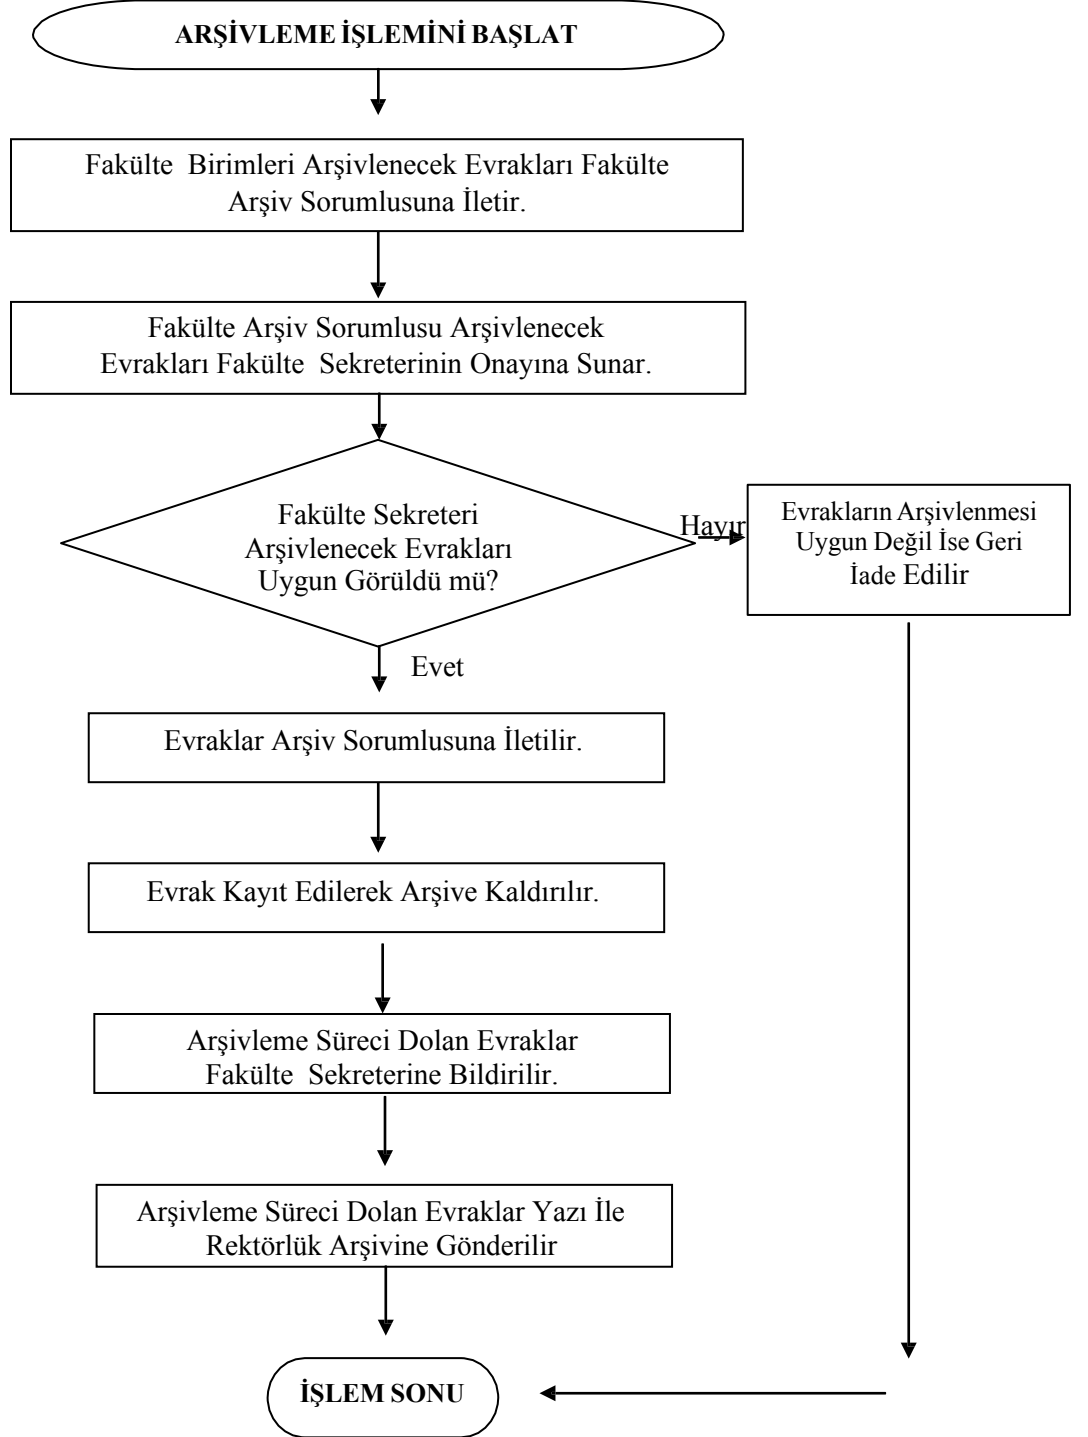 ARŞİVLEME İŞLEMİNİ BAŞLAT
Fakülte Birimleri Arşivlenecek Evrakları Fakülte
Arşiv Sorumlusuna İletir.
Fakülte Arşiv Sorumlusu Arşivlenecek
Evrakları Fakülte Sekreterinin Onayına Sunar.
Fakülte Sekreteri
Arşivlenecek Evrakları
Uygun Görüldü mü?
Hayır
Evrakların Arşivlenmesi
Uygun Değil İse Geri
İade Edilir
Evet
Evraklar Arşiv Sorumlusuna İletilir.
Evrak Kayıt Edilerek Arşive Kaldırılır.
Arşivleme Süreci Dolan Evraklar
Fakülte Sekreterine Bildirilir.
Arşivleme Süreci Dolan Evraklar Yazı İle
Rektörlük Arşivine Gönderilir
İŞLEM SONU